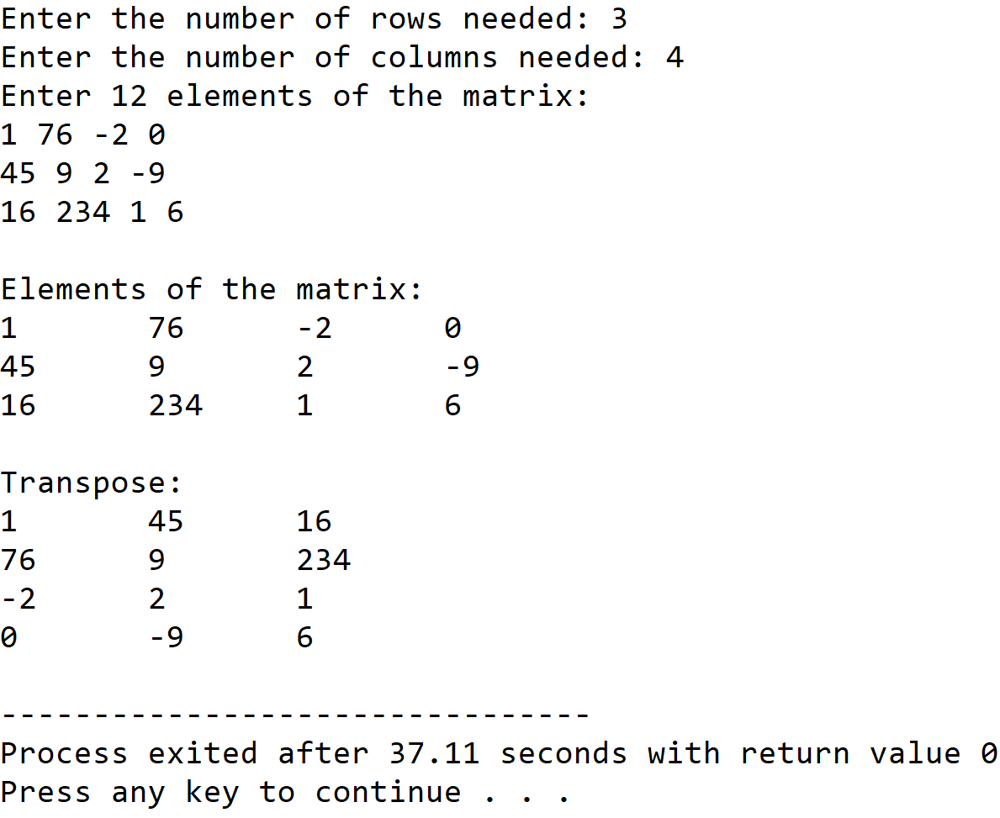 Enter the number of rows needed: 3
Enter the number of columns needed: 4
Enter 12 elements of the matrix:
1 76 -2 0
45 9 2 -9
16 234 1 6

Elements of the matrix:
1       76      -2      0
45      9       2       -9
16      234     1       6

Transpose:
1       45      16
76      9       234
-2      2       1
0       -9      6

--------------------------------
Process exited after 37.11 seconds with return value 0
Press any key to continue . . .